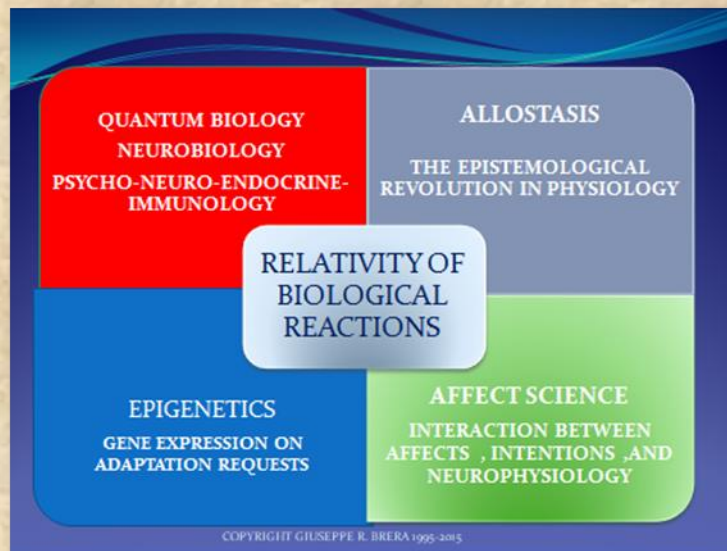 QUANTUM BIOLOGY
NEUROBIOLOGY
PSYCHO-NEURO-ENDOCRINE-
IMMUNOLOGY
ALLOSTASIS
THE EPISTEMOLOGICAL
REVOLUTION IN PHYSIOLOGY
RELATIVITY OF
BIOLOGICAL
REACTIONS
EPIGENETICS
GENE EXPRESSION ON
ADAPTATION REQUESTS
AFFECT SCIENCE
INTERACTION BETWEEN
AFFECTS , INTENTIONS ,AND
NEUROPHYSIOLOGY
COPYRIGHT GIUSEPPE R. BRERA 1995-2015